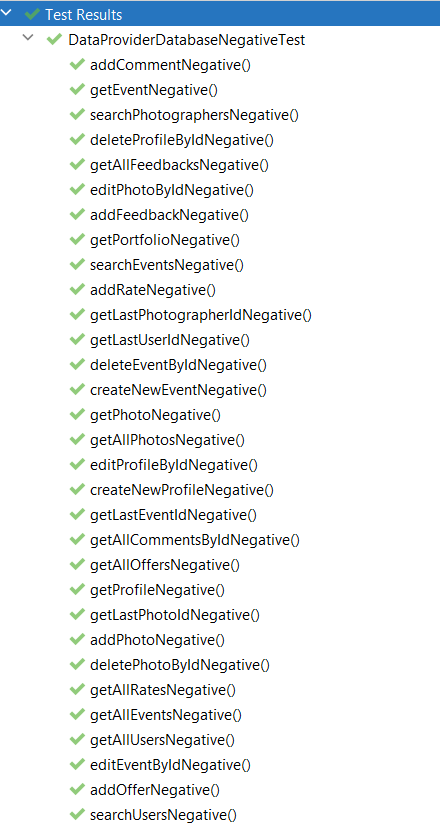 Test Results
DataProviderDatabaseNegativeTest
addCommentNegative()
getEventNegative()
searchPhotographersNegative()
deleteProfileByIdNegative()
getAllFeedbacksNegative()
editPhotoByIdNegative()
addFeedbackNegative()
getPortfolioNegative()
searchEventsNegative()
addRateNegative()
getLastPhotographerIdNegative()
getLastUserIdNegative()
deleteEventByIdNegative()
createNewEventNegative()
getPhotoNegative()
getAllPhotosNegative()
editProfileByIdNegative()
createNewProfileNegative()
getLastEventIdNegative()
getAllCommentsByIdNegative()
getAllOffersNegative()
getProfileNegative()
getLastPhotoIdNegative()
addPhotoNegative()
deletePhotoByIdNegative()
getAllRatesNegative()
getAllEventsNegative()
getAllUsersNegative()
editEventByIdNegative()
addOfferNegative()
searchUsersNegative()